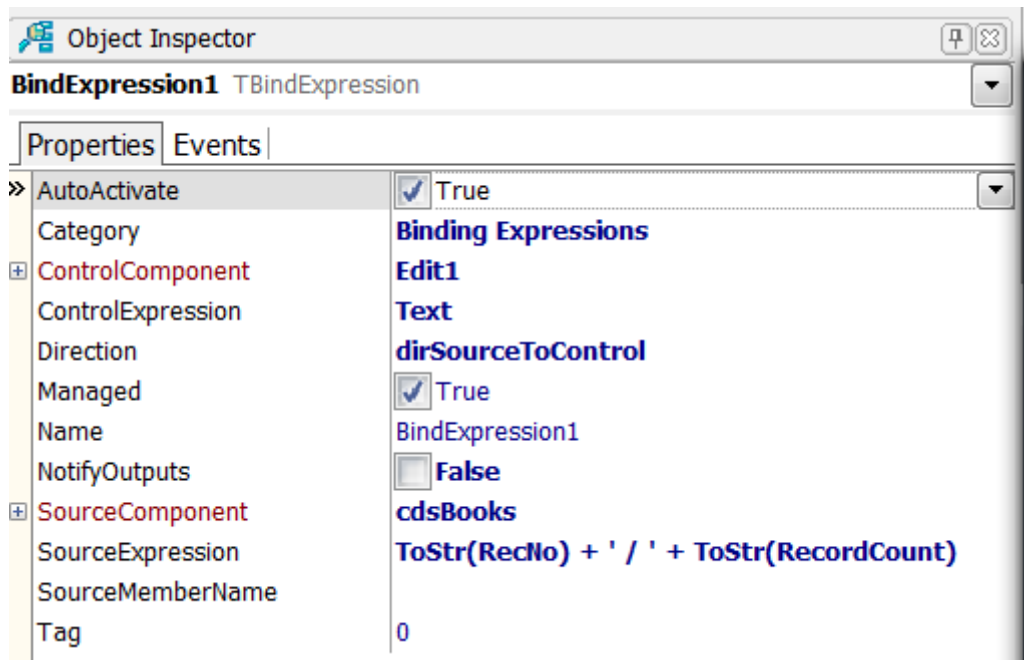 Object Inspector
BindExpression1 TBindExpression
Properties Events
AutoActivate True
Category Binding Expressions
ControlComponent Edit1
ControlExpression Text
Direction dirSourceToControl
Managed True
Name BindExpression1
NotifyOutputs False
SourceComponent cdsBooks
SourceExpression ToStr(RecNo) + ' / ' + ToStr(RecordCount)
SourceMemberName
Tag 0